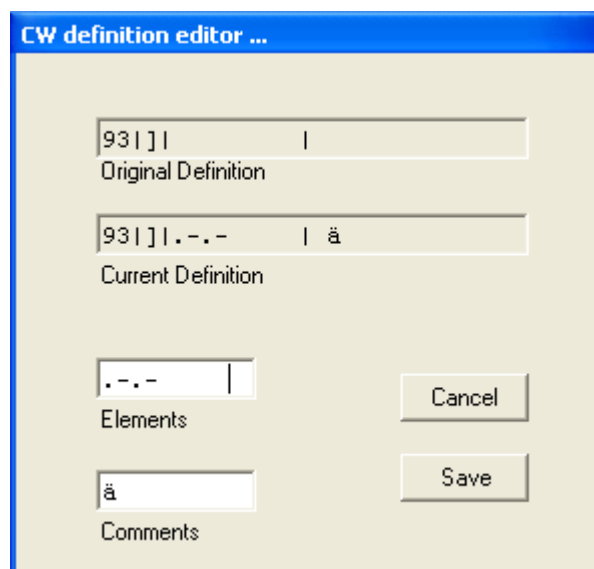 CW definition editor ...
93|]|          |
Original Definition
93|]|.-.-      | ä
Current Definition
.-.-
Elements
Cancel
ä
Save
Comments